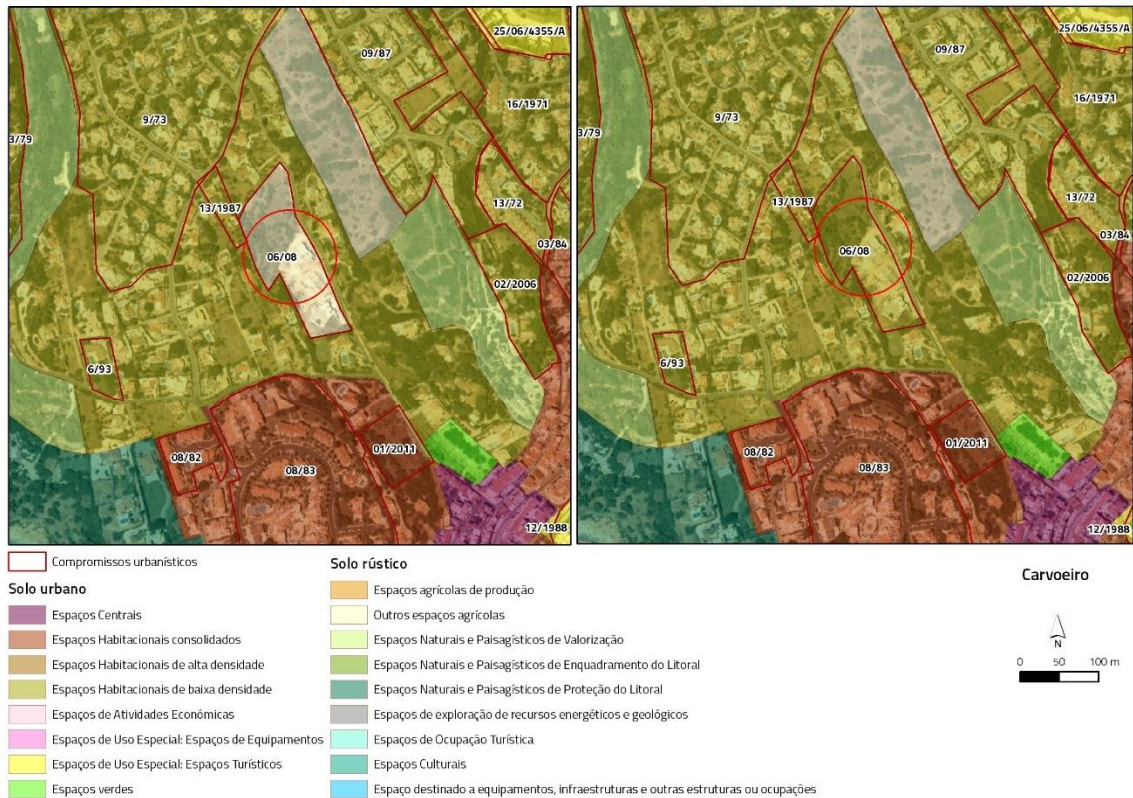 25/06/4355/A
09/87
16/1971
9/73
3/79
13/1987
13/72
06/08
03/84
02/2006
6/93
01/2011
08/82
08/83
12/1988
25/06/4355/A
09/87
16/1971
9/73
3/79
13/1987
13/72
06/08
03/84
02/2006
6/93
01/2011
08/82
08/83
12/1988
Compromissos urbanísticos
Solo urbano
Espaços Centrais
Espaços Habitacionais consolidados
Espaços Habitacionais de alta densidade
Espaços Habitacionais de baixa densidade
Espaços de Atividades Económicas
Espaços de Uso Especial: Espaços de Equipamentos
Espaços de Uso Especial: Espaços Turísticos
Espaços verdes
Solo rústico
Espaços agrícolas de produção
Outros espaços agrícolas
Espaços Naturais e Paisagísticos de Valorização
Espaços Naturais e Paisagísticos de Enquadramento do Litoral
Espaços Naturais e Paisagísticos de Proteção do Litoral
Espaços de exploração de recursos energéticos e geológicos
Espaços de Ocupação Turística
Espaços Culturais
Espaço destinado a equipamentos, infraestruturas e outras estruturas ou ocupações
Carvoeiro
N
0 50 100 m